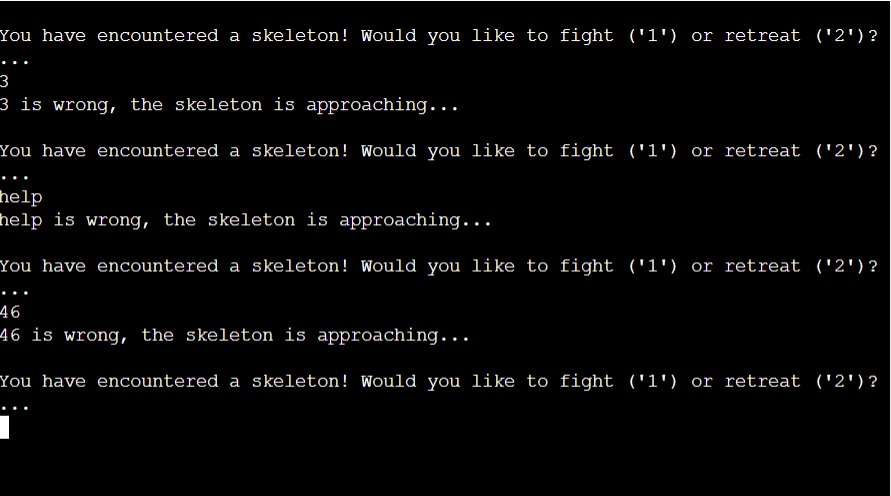 You have encountered a skeleton! Would you like to fight ('1') or retreat ('2')?
...
3
3 is wrong, the skeleton is approaching...
You have encountered a skeleton! Would you like to fight ('1') or retreat ('2')?
...
help
help is wrong, the skeleton is approaching...
You have encountered a skeleton! Would you like to fight ('1') or retreat ('2')?
...
46
46 is wrong, the skeleton is approaching...
You have encountered a skeleton! Would you like to fight ('1') or retreat ('2')?
...